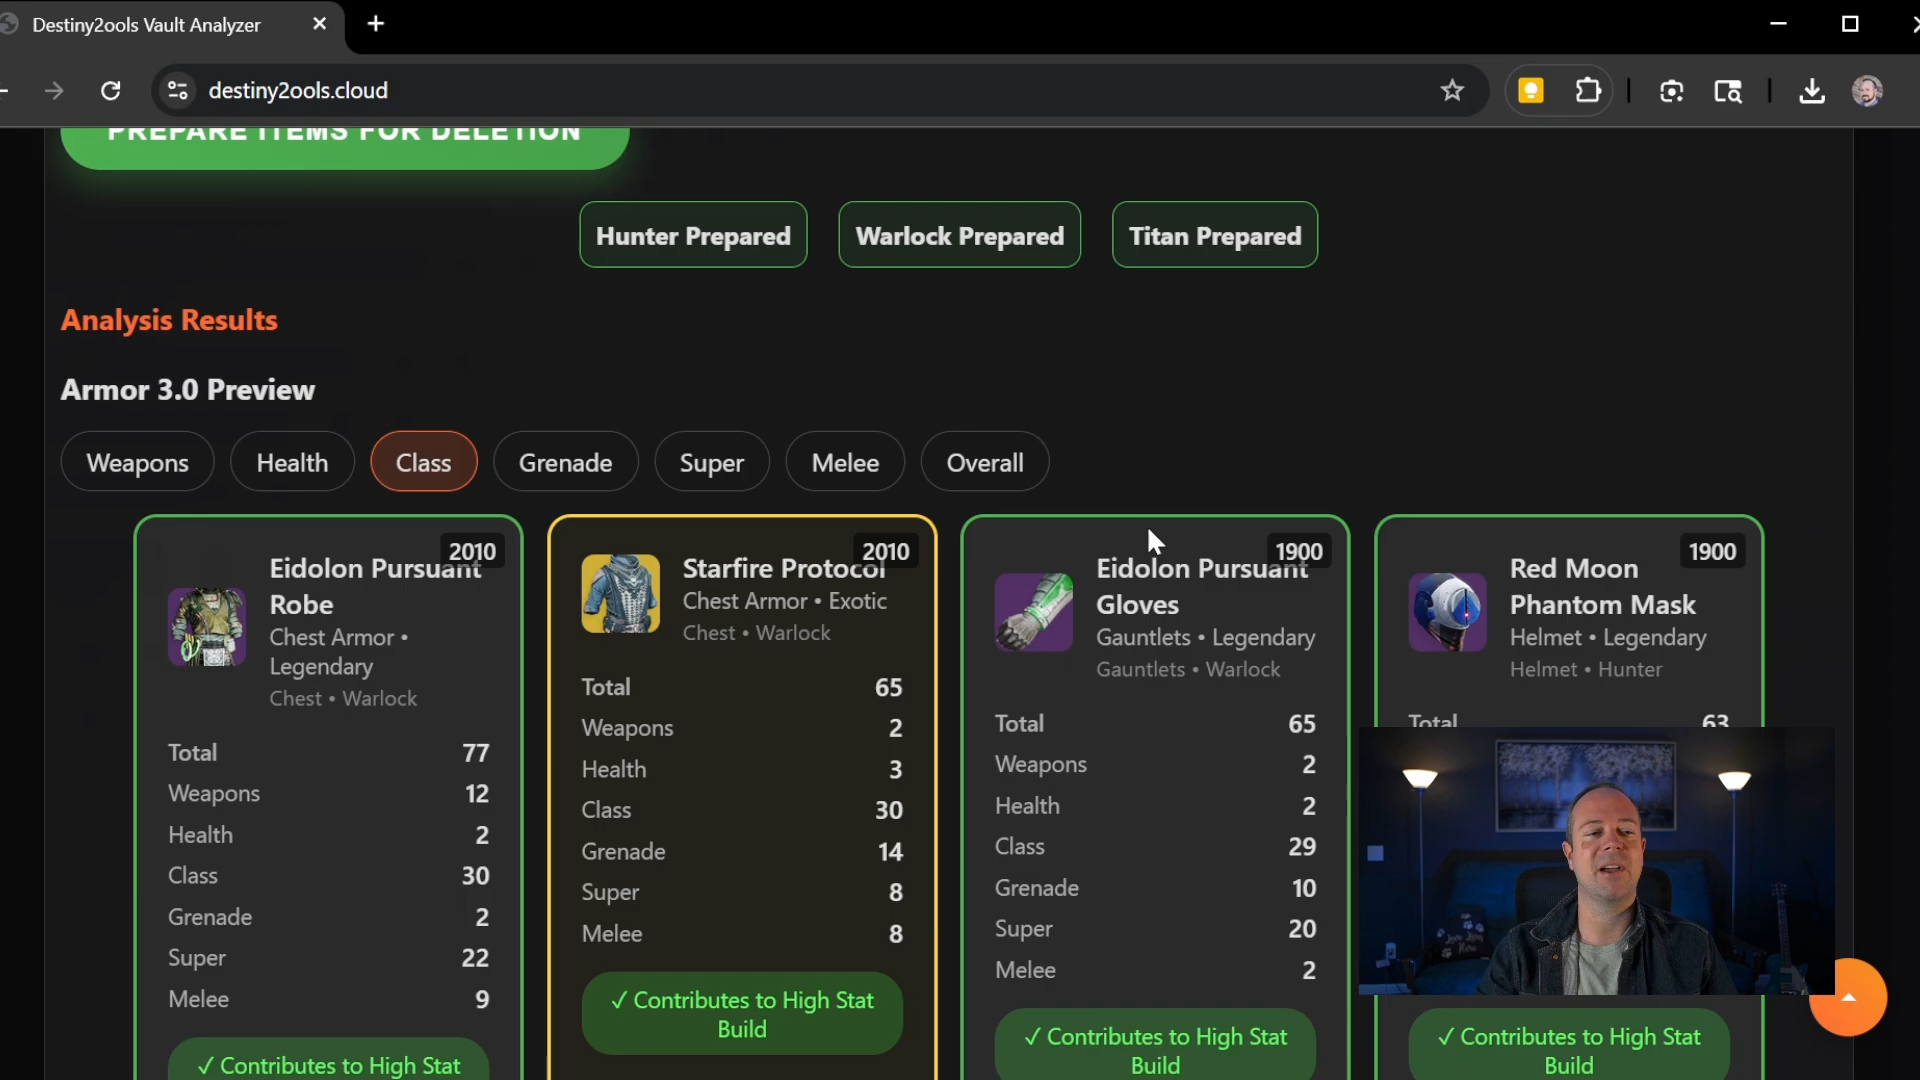 Destiny2ools Vault Analyzer
destiny2ools.cloud
PREPARE ITEMS FOR DELETION
Hunter Prepared
Warlock Prepared
Titan Prepared
Analysis Results
Armor 3.0 Preview
Weapons
Health
Class
Grenade
Super
Melee
Overall
2010
Eidolon Pursuant
Robe
Chest Armor •
Legendary
Chest • Warlock
Total 77
Weapons 12
Health 2
Class 30
Grenade 2
Super 22
Melee 9
✓ Contributes to High Stat
2010
Starfire Protocol
Chest Armor • Exotic
Chest • Warlock
Total 65
Weapons 2
Health 3
Class 30
Grenade 14
Super 8
Melee 8
✓ Contributes to High Stat
Build
1900
Eidolon Pursuant
Gloves
Gauntlets • Legendary
Gauntlets • Warlock
Total 65
Weapons 2
Health 2
Class 29
Grenade 10
Super 20
Melee 2
✓ Contributes to High Stat
Build
1900
Red Moon
Phantom Mask
Helmet • Legendary
Helmet • Hunter
Total 63
✓ Contributes to High Stat
Build